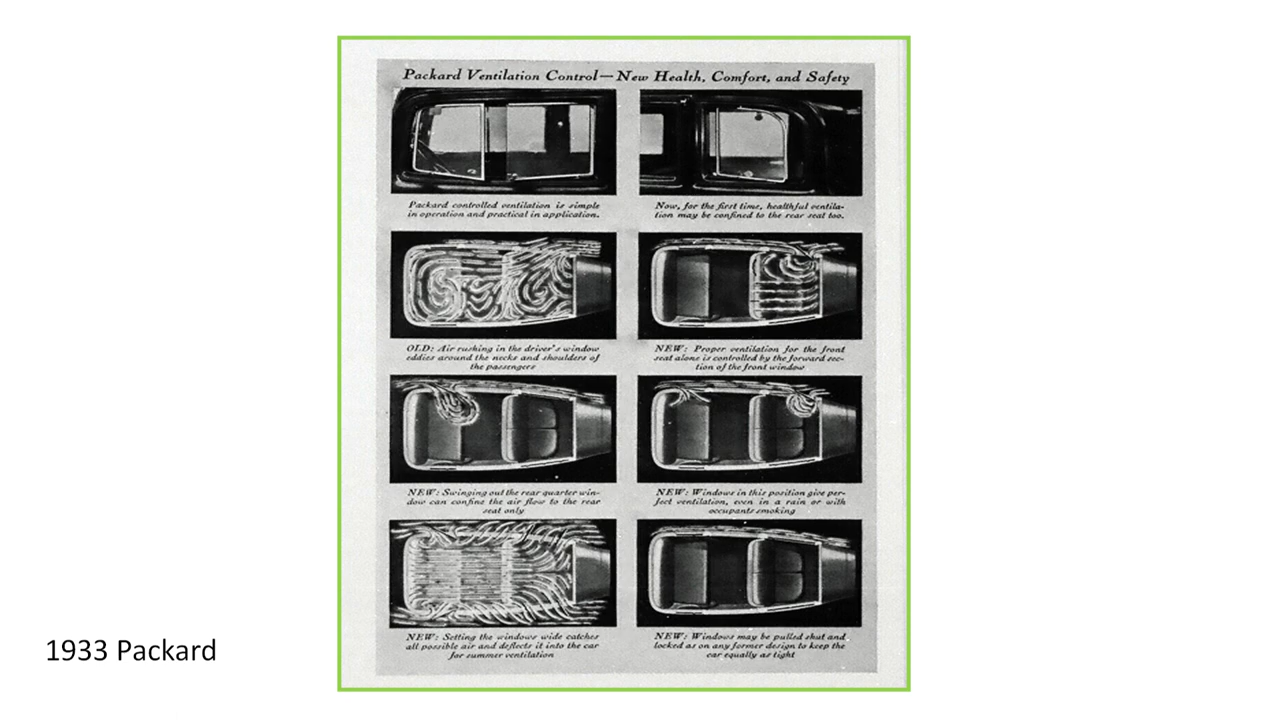 Packard Ventilation Control—New Health, Comfort, and Safety
Packard controlled ventilation is simple
in operation and practical in application.
Now, for the first time, healthful ventila-
tion may be confined to the rear seat too.
OLD: Air rushing in the driver's window
eddies around the necks and shoulders of
the passengers
NEW: Proper ventilation for the front
seat alone is controlled by the forward sec-
tion of the front window
NEW: Swinging out the rear quarter win-
dow can confine the air flow to the rear
seat only
NEW: Windows in this position give per-
fect ventilation, even in a rain or with
occupants smoking
NEW: Setting the windows wide catches
all possible air and deflects it into the car
for summer ventilation
NEW: Windows may be pulled shut and
locked as on any former design to keep the
car equally as tight
1933 Packard